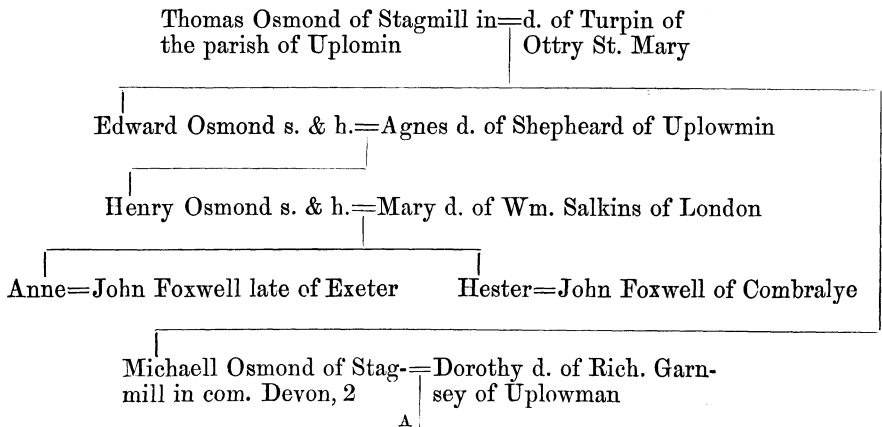 Thomas Osmond of Stagmill in=d. of Turpin of
the parish of Uplomin Ottry St. Mary
Edward Osmond s. & h.=Agnes d. of Shepheard of Uplowmin
Henry Osmond s. & h.=Mary d. of Wm. Salkins of London
Anne=John Foxwell late of Exeter Hester=John Foxwell of Combralye
Michaell Osmond of Stag-=Dorothy d. of Rich. Garn-
mill in com. Devon, 2 sey of Uplowman
A